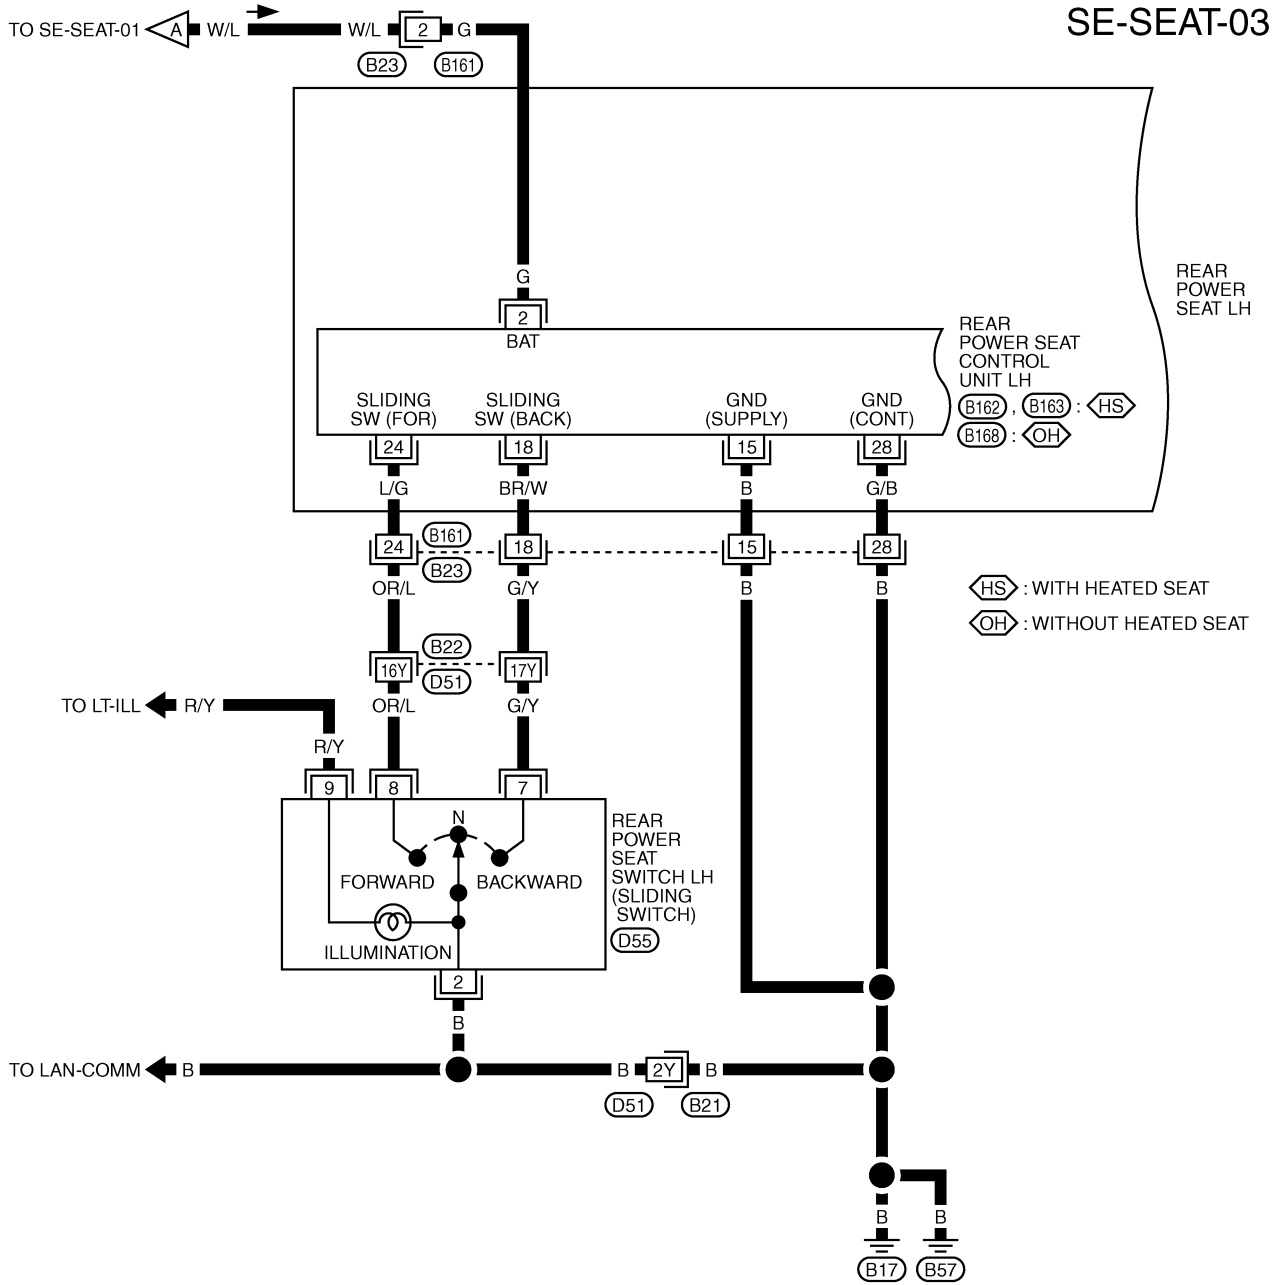 SE-SEAT-03
TO SE-SEAT-01 A W/L W/L 2 G
B23 B161
G
2
BAT
REAR
POWER
SEAT LH
REAR
POWER SEAT
CONTROL
UNIT LH
B162 , B163 : HS
B168 : OH
SLIDING
SW (FOR)
SLIDING
SW (BACK)
GND
(SUPPLY)
GND
(CONT)
24 18 15 28
L/G BR/W B G/B
B161
24 18 15 28
B23
OR/L G/Y B B
HS : WITH HEATED SEAT
OH : WITHOUT HEATED SEAT
B22
16Y 17Y
D51
OR/L G/Y
TO LT-ILL R/Y
R/Y
9 8 7
N
FORWARD BACKWARD
ILLUMINATION
REAR
POWER
SEAT
SWITCH LH
(SLIDING
SWITCH)
D55
2
B
TO LAN-COMM B B 2Y B
D51 B21
B B
B17 B57